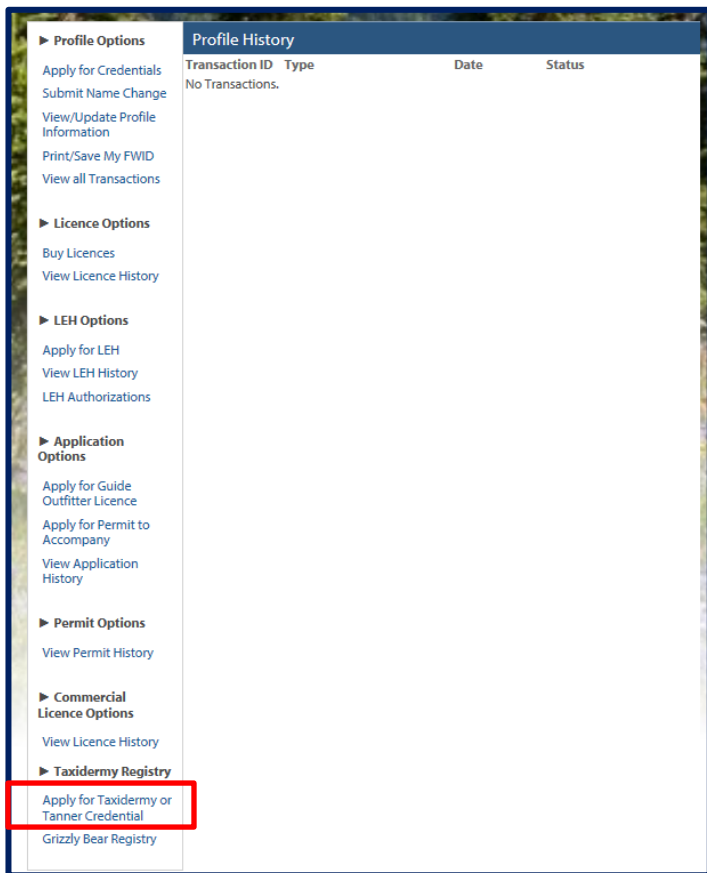 ► Profile Options
Apply for Credentials
Submit Name Change
View/Update Profile
Information
Print/Save My FWID
View all Transactions
► Licence Options
Buy Licences
View Licence History
► LEH Options
Apply for LEH
View LEH History
LEH Authorizations
► Application
Options
Apply for Guide
Outfitter Licence
Apply for Permit to
Accompany
View Application
History
► Permit Options
View Permit History
► Commercial
Licence Options
View Licence History
► Taxidermy Registry
Apply for Taxidermy or
Tanner Credential
Grizzly Bear Registry
Profile History
Transaction ID Type Date Status
No Transactions.